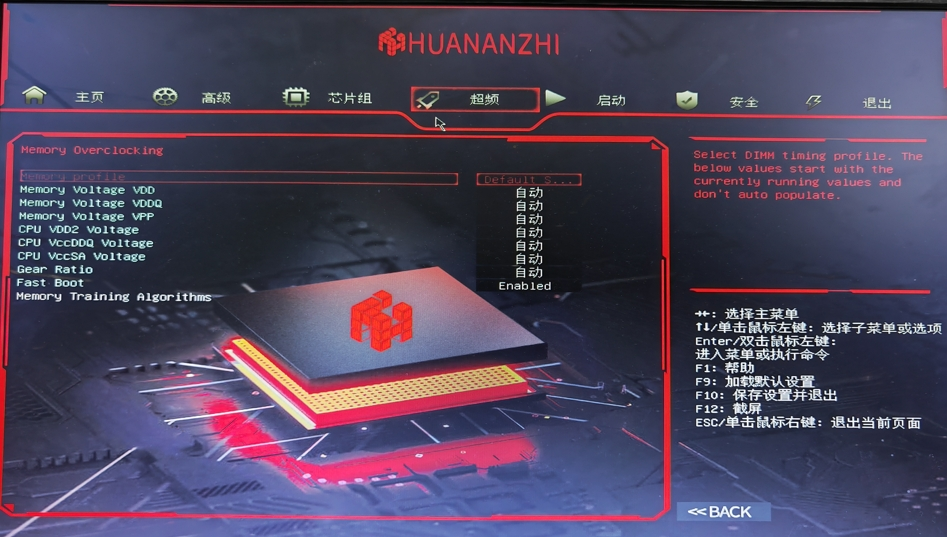 HUANANZHI
主页 高级 芯片组 超频 启动 安全 退出
Memory Overclocking
Memory profile Default S...
Memory Voltage VDD 自动
Memory Voltage VDDQ 自动
Memory Voltage VPP 自动
CPU VDD2 Voltage 自动
CPU VccDDQ Voltage 自动
CPU VccSA Voltage 自动
Gear Ratio 自动
Fast Boot Enabled
Memory Training Algorithms
Select DIMM timing profile. The
below values start with the
currently running values and
don't auto populate.
→←: 选择主菜单
↑↓/单击鼠标左键: 选择子菜单或选项
Enter/双击鼠标左键:
进入菜单或执行命令
F1: 帮助
F9: 加载默认设置
F10: 保存设置并退出
F12: 截屏
ESC/单击鼠标右键: 退出当前页面
<<BACK